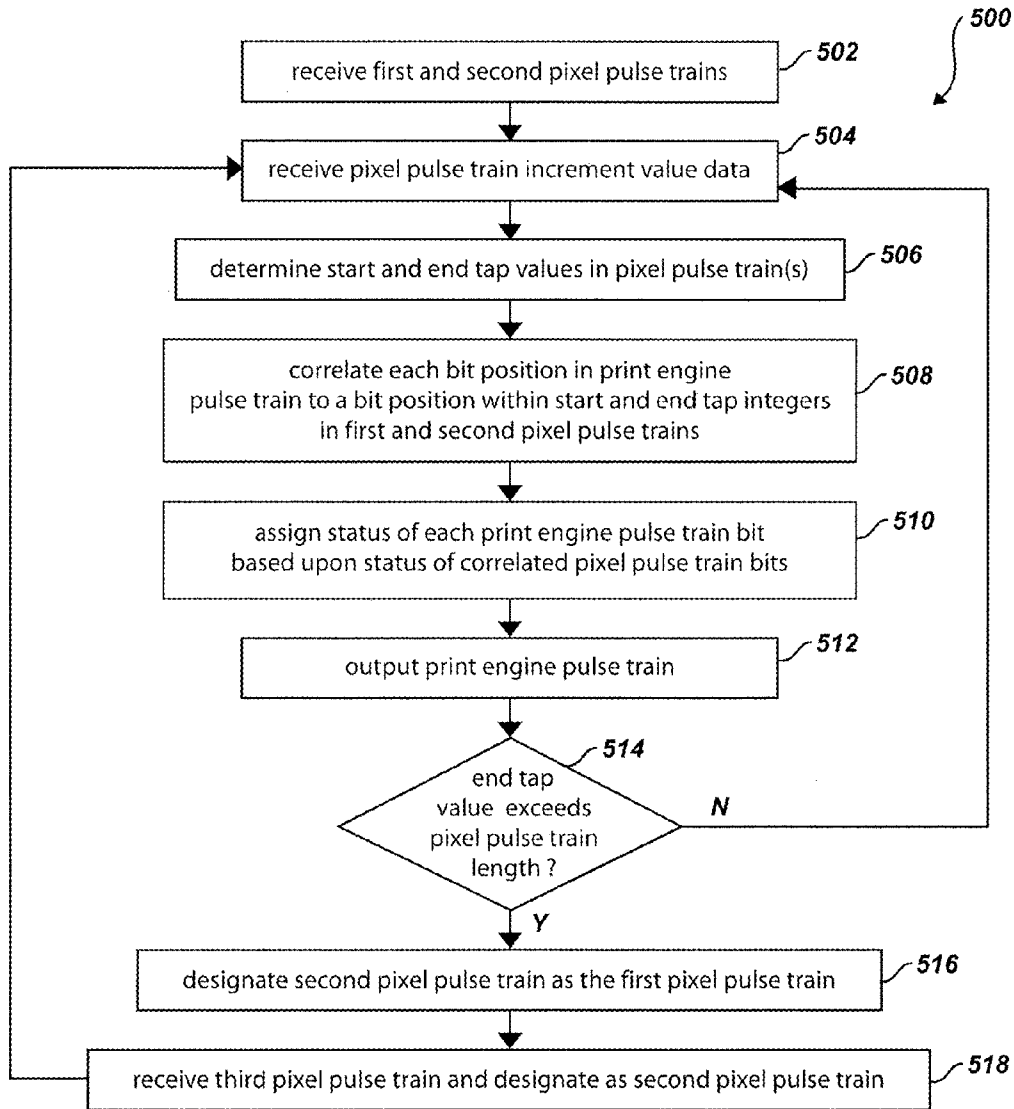 500
receive first and second pixel pulse trains
502
receive pixel pulse train increment value data
504
determine start and end tap values in pixel pulse train(s)
506
correlate each bit position in print engine
pulse train to a bit position within start and end tap integers
in first and second pixel pulse trains
508
assign status of each print engine pulse train bit
based upon status of correlated pixel pulse train bits
510
output print engine pulse train
512
514
end tap
value exceeds
pixel pulse train
length ?
N
Y
designate second pixel pulse train as the first pixel pulse train
516
receive third pixel pulse train and designate as second pixel pulse train
518